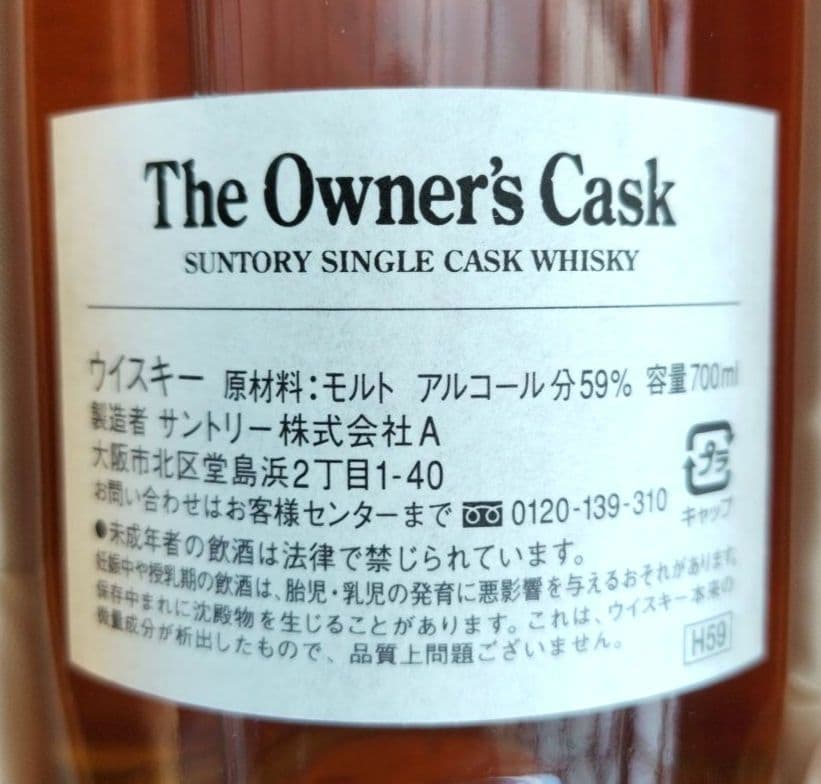 The Owner's Cask
SUNTORY SINGLE CASK WHISKY
ウイスキー 原材料：モルト アルコール分59% 容量700ml
製造者 サントリー株式会社A
大阪市北区堂島浜2丁目1-40
お問い合わせはお客様センターまで 0120-139-310
プラ
キャップ
●未成年者の飲酒は法律で禁じられています。
妊娠中や授乳期の飲酒は、胎児・乳児の発育に悪影響を与えるおそれがあります。
保存中まれに沈殿物を生じることがあります。これは、ウイスキー本来の
微量成分が析出したもので、品質上問題ございません。
H59